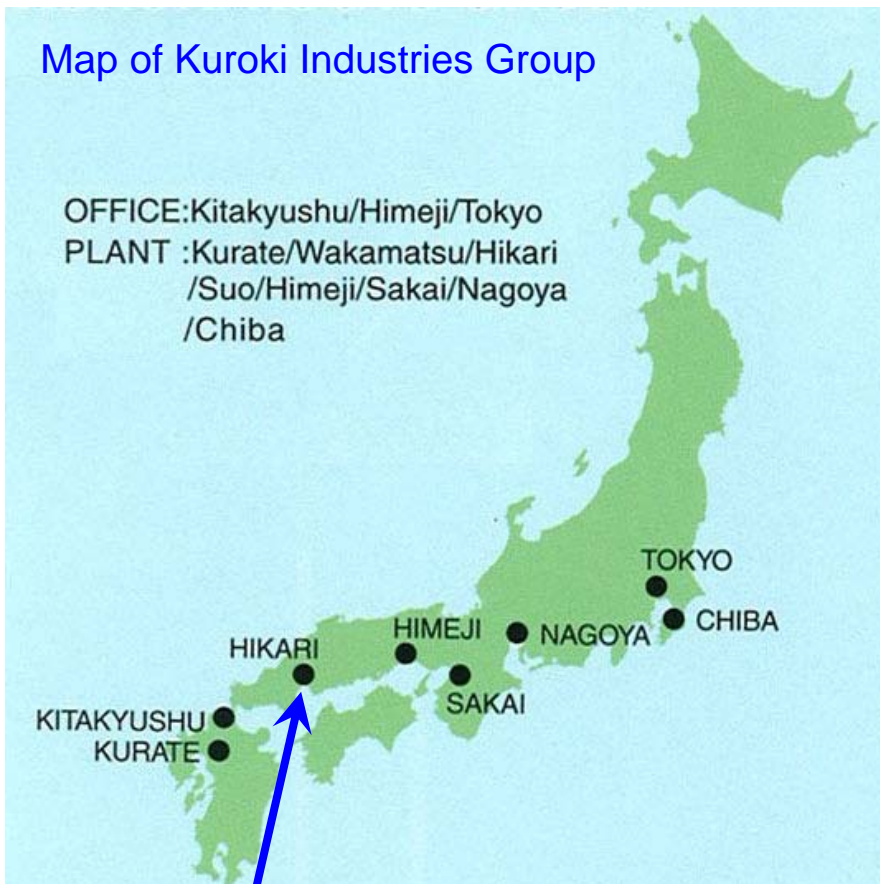 Map of Kuroki Industries Group
OFFICE:Kitakyushu/Himeji/Tokyo
PLANT :Kurate/Wakamatsu/Hikari
/Suo/Himeji/Sakai/Nagoya
/Chiba
TOKYO
CHIBA
NAGOYA
HIMEJI
HIKARI
SAKAI
KITAKYUSHU
KURATE